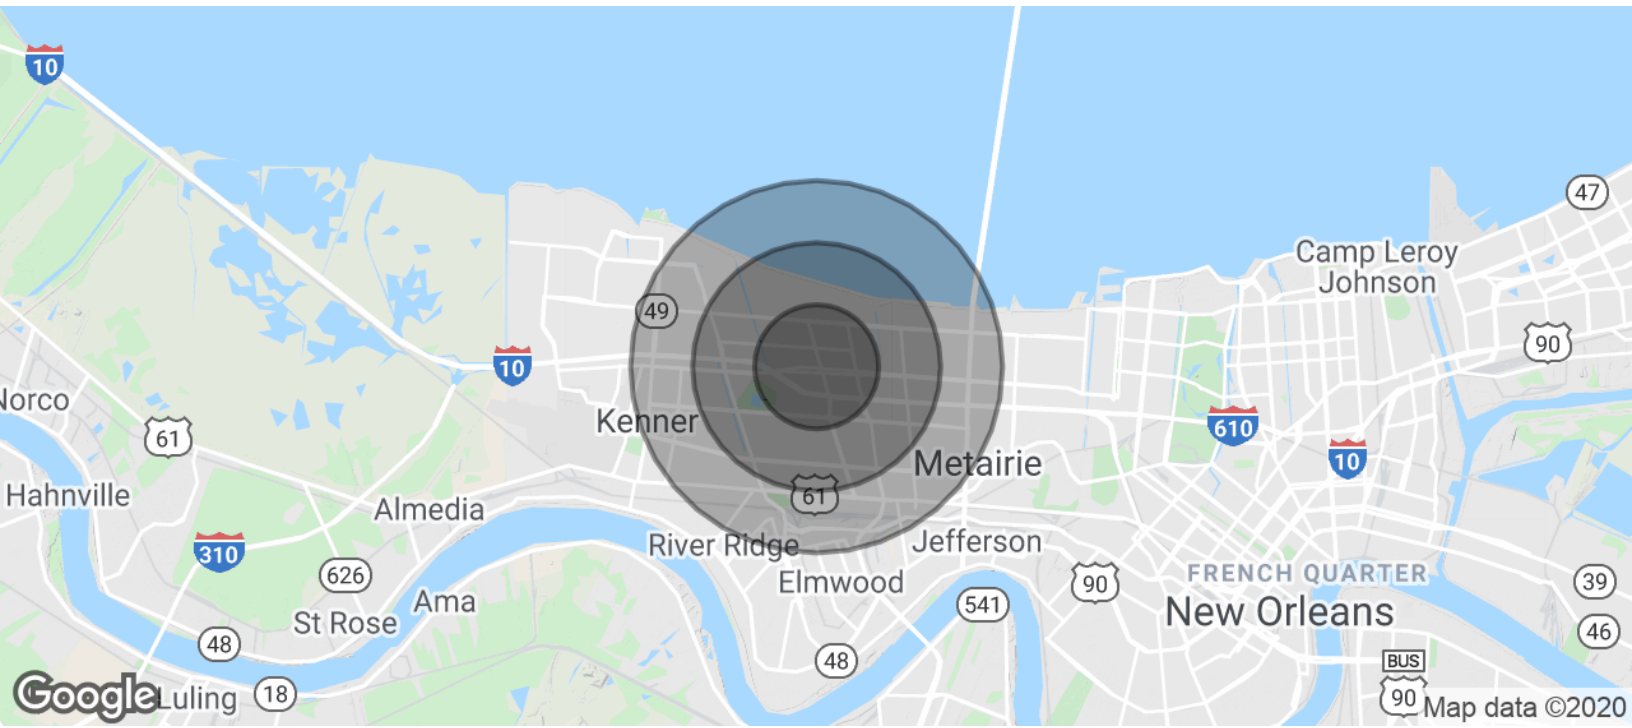 10
47
Camp Leroy
Johnson
49
90
10
Norco
Kenner
61
610
Metairie
10
Hahnville
Almedia
61
310
River Ridge
Jefferson
626
Elmwood
90
FRENCH QUARTER
39
Ama
541
New Orleans
St Rose
46
48
48
BUS
90
Google
Luling
18
Map data ©2020